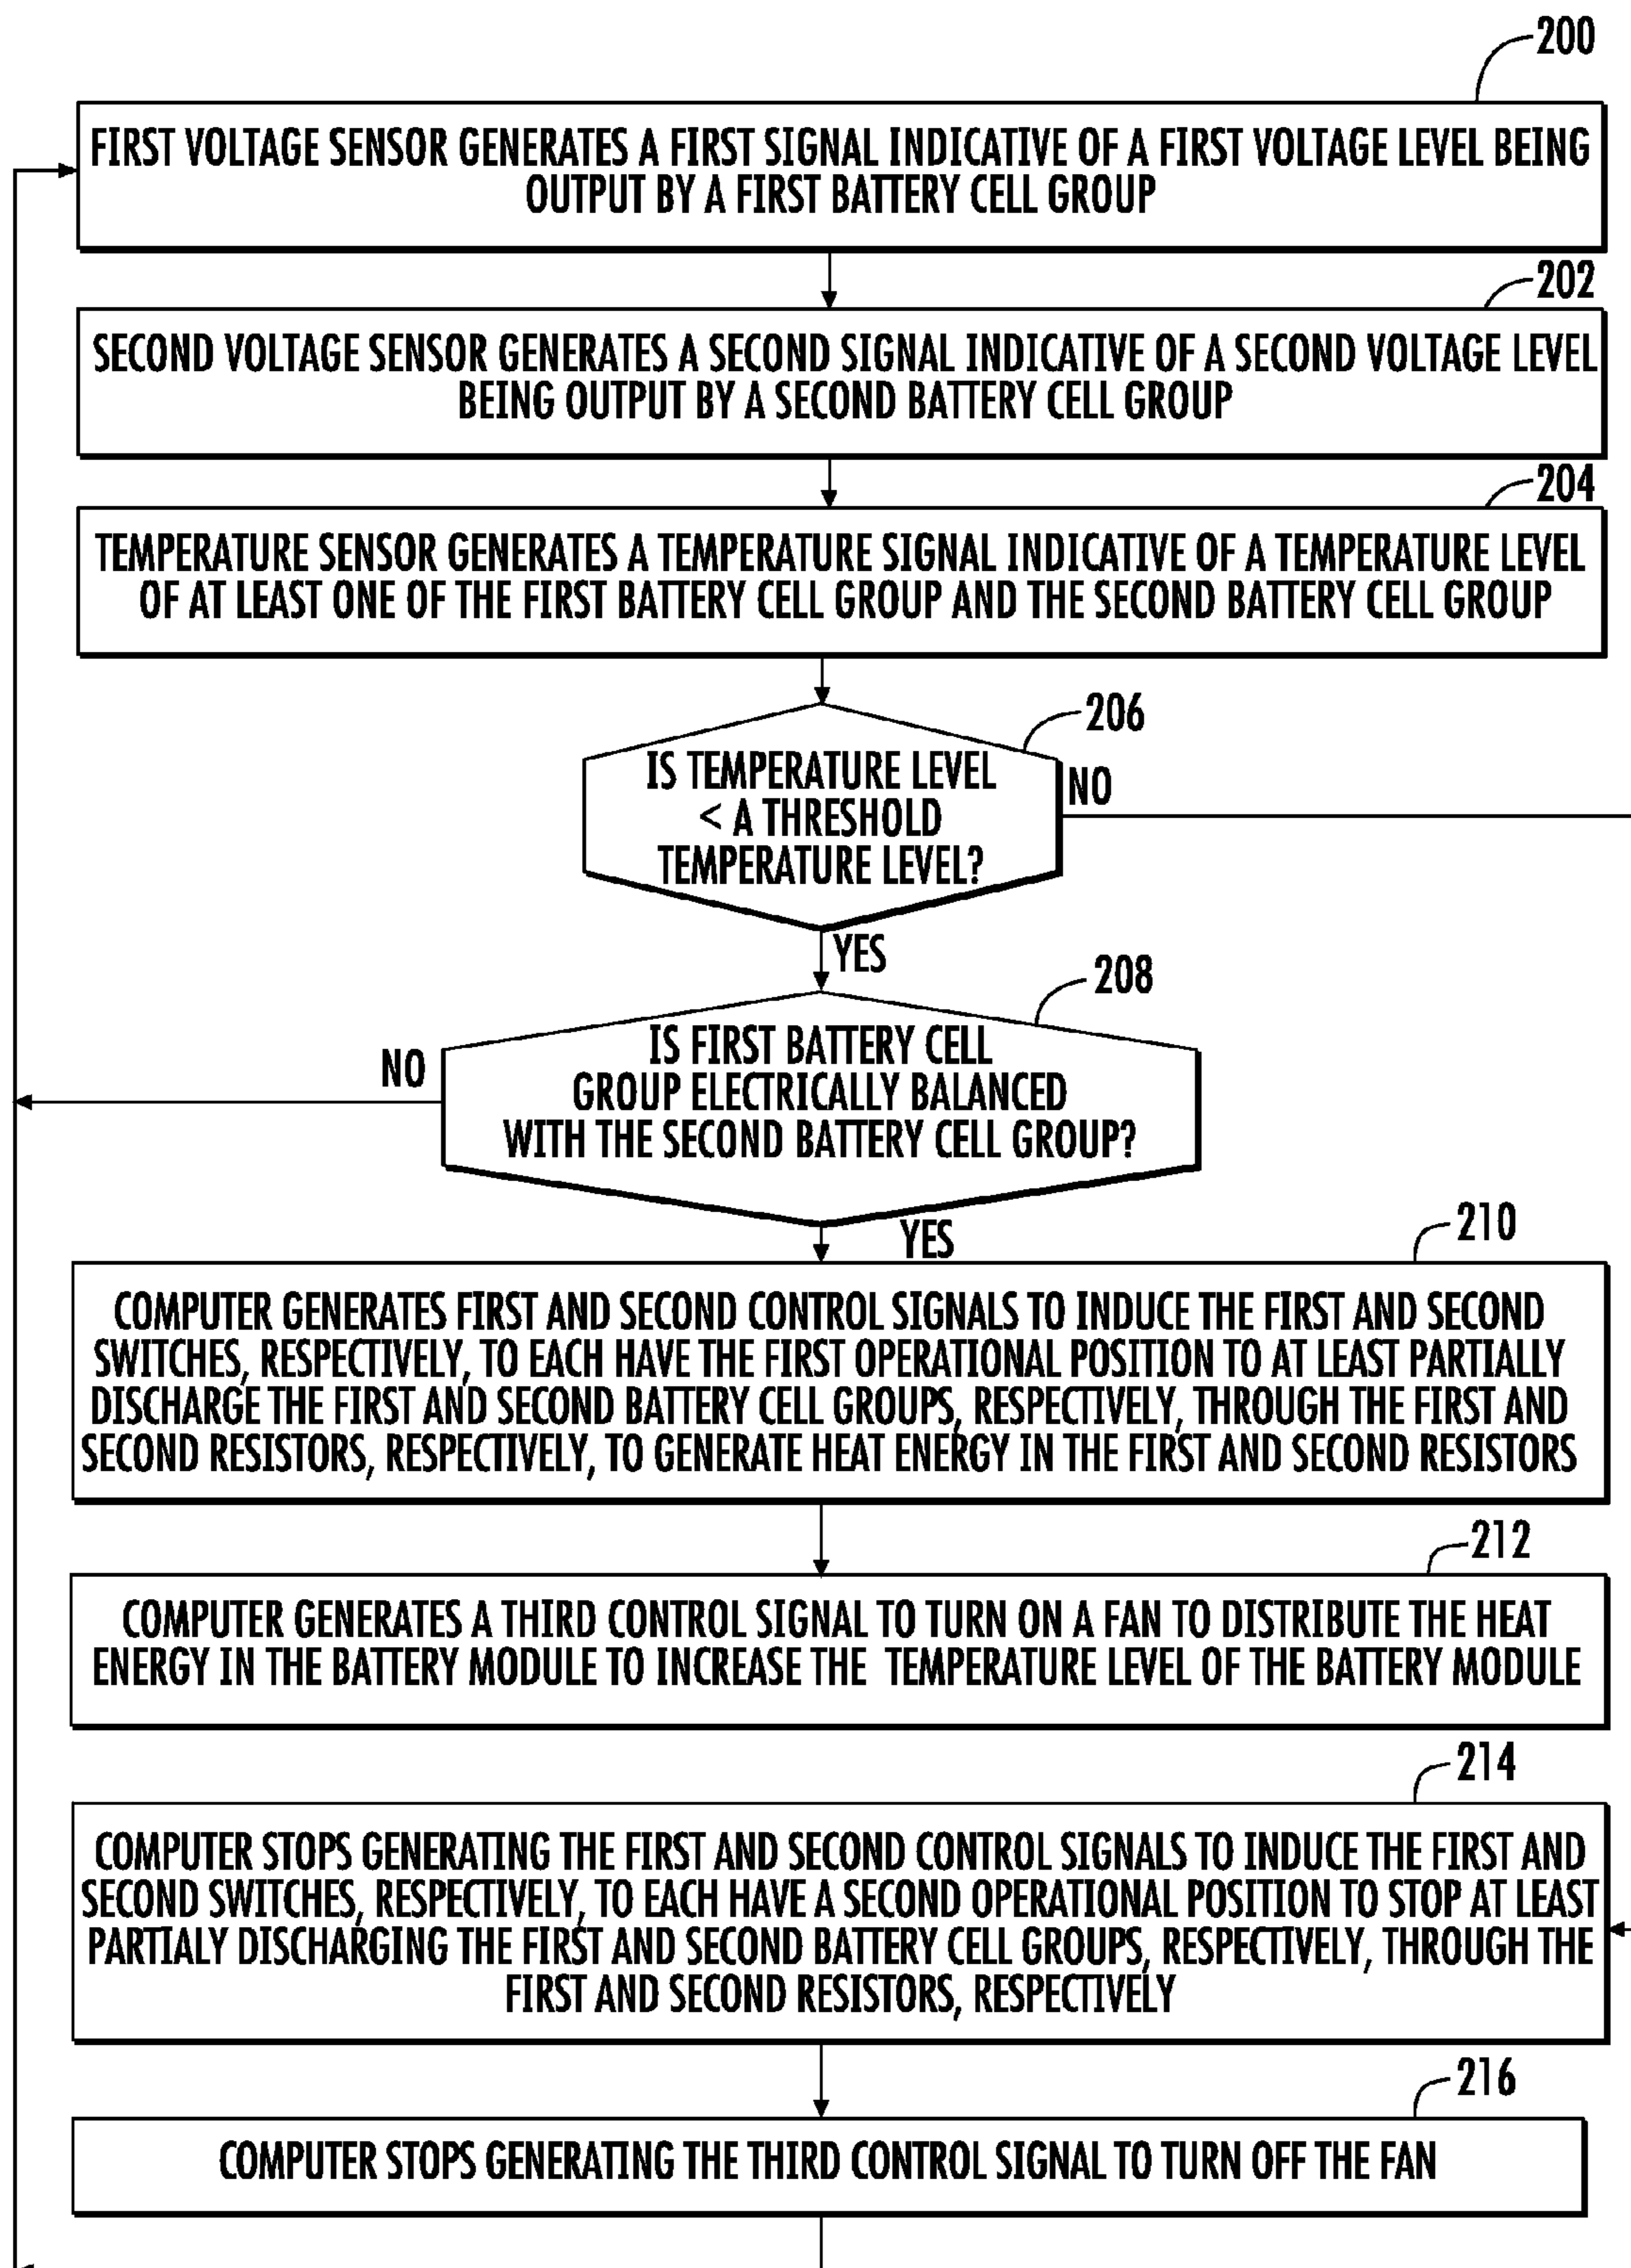 200
FIRST VOLTAGE SENSOR GENERATES A FIRST SIGNAL INDICATIVE OF A FIRST VOLTAGE LEVEL BEING
OUTPUT BY A FIRST BATTERY CELL GROUP
202
SECOND VOLTAGE SENSOR GENERATES A SECOND SIGNAL INDICATIVE OF A SECOND VOLTAGE LEVEL
BEING OUTPUT BY A SECOND BATTERY CELL GROUP
204
TEMPERATURE SENSOR GENERATES A TEMPERATURE SIGNAL INDICATIVE OF A TEMPERATURE LEVEL
OF AT LEAST ONE OF THE FIRST BATTERY CELL GROUP AND THE SECOND BATTERY CELL GROUP
206
IS TEMPERATURE LEVEL
< A THRESHOLD
TEMPERATURE LEVEL?
NO
YES
208
IS FIRST BATTERY CELL
GROUP ELECTRICALLY BALANCED
WITH THE SECOND BATTERY CELL GROUP?
NO
YES
210
COMPUTER GENERATES FIRST AND SECOND CONTROL SIGNALS TO INDUCE THE FIRST AND SECOND
SWITCHES, RESPECTIVELY, TO EACH HAVE THE FIRST OPERATIONAL POSITION TO AT LEAST PARTIALLY
DISCHARGE THE FIRST AND SECOND BATTERY CELL GROUPS, RESPECTIVELY, THROUGH THE FIRST AND
SECOND RESISTORS, RESPECTIVELY, TO GENERATE HEAT ENERGY IN THE FIRST AND SECOND RESISTORS
212
COMPUTER GENERATES A THIRD CONTROL SIGNAL TO TURN ON A FAN TO DISTRIBUTE THE HEAT
ENERGY IN THE BATTERY MODULE TO INCREASE THE TEMPERATURE LEVEL OF THE BATTERY MODULE
214
COMPUTER STOPS GENERATING THE FIRST AND SECOND CONTROL SIGNALS TO INDUCE THE FIRST AND
SECOND SWITCHES, RESPECTIVELY, TO EACH HAVE A SECOND OPERATIONAL POSITION TO STOP AT LEAST
PARTIALY DISCHARGING THE FIRST AND SECOND BATTERY CELL GROUPS, RESPECTIVELY, THROUGH THE
FIRST AND SECOND RESISTORS, RESPECTIVELY
216
COMPUTER STOPS GENERATING THE THIRD CONTROL SIGNAL TO TURN OFF THE FAN